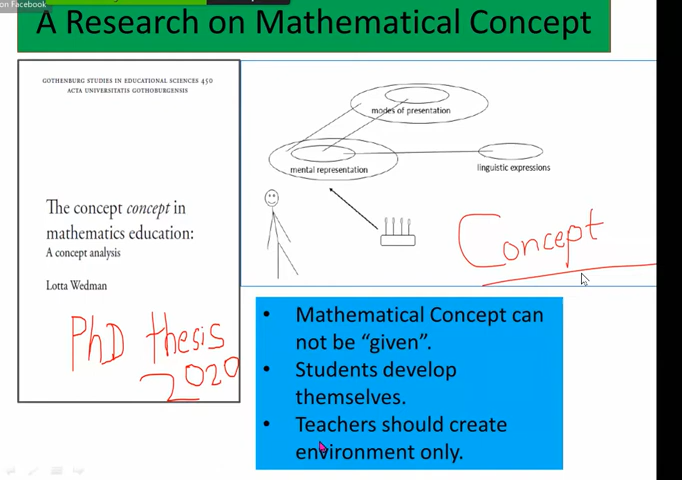 on Facebook
A Research on Mathematical Concept
GOTHENBURG STUDIES IN EDUCATIONAL SCIENCES 450
ACTA UNIVERSITATIS GOTHOBURGENSIS
The concept concept in
mathematics education:
A concept analysis
Lotta Wedman
PhD thesis
2020
modes of presentation
mental representation
linguistic expressions
Concept
• Mathematical Concept can
not be “given”.
• Students develop
themselves.
• Teachers should create
environment only.